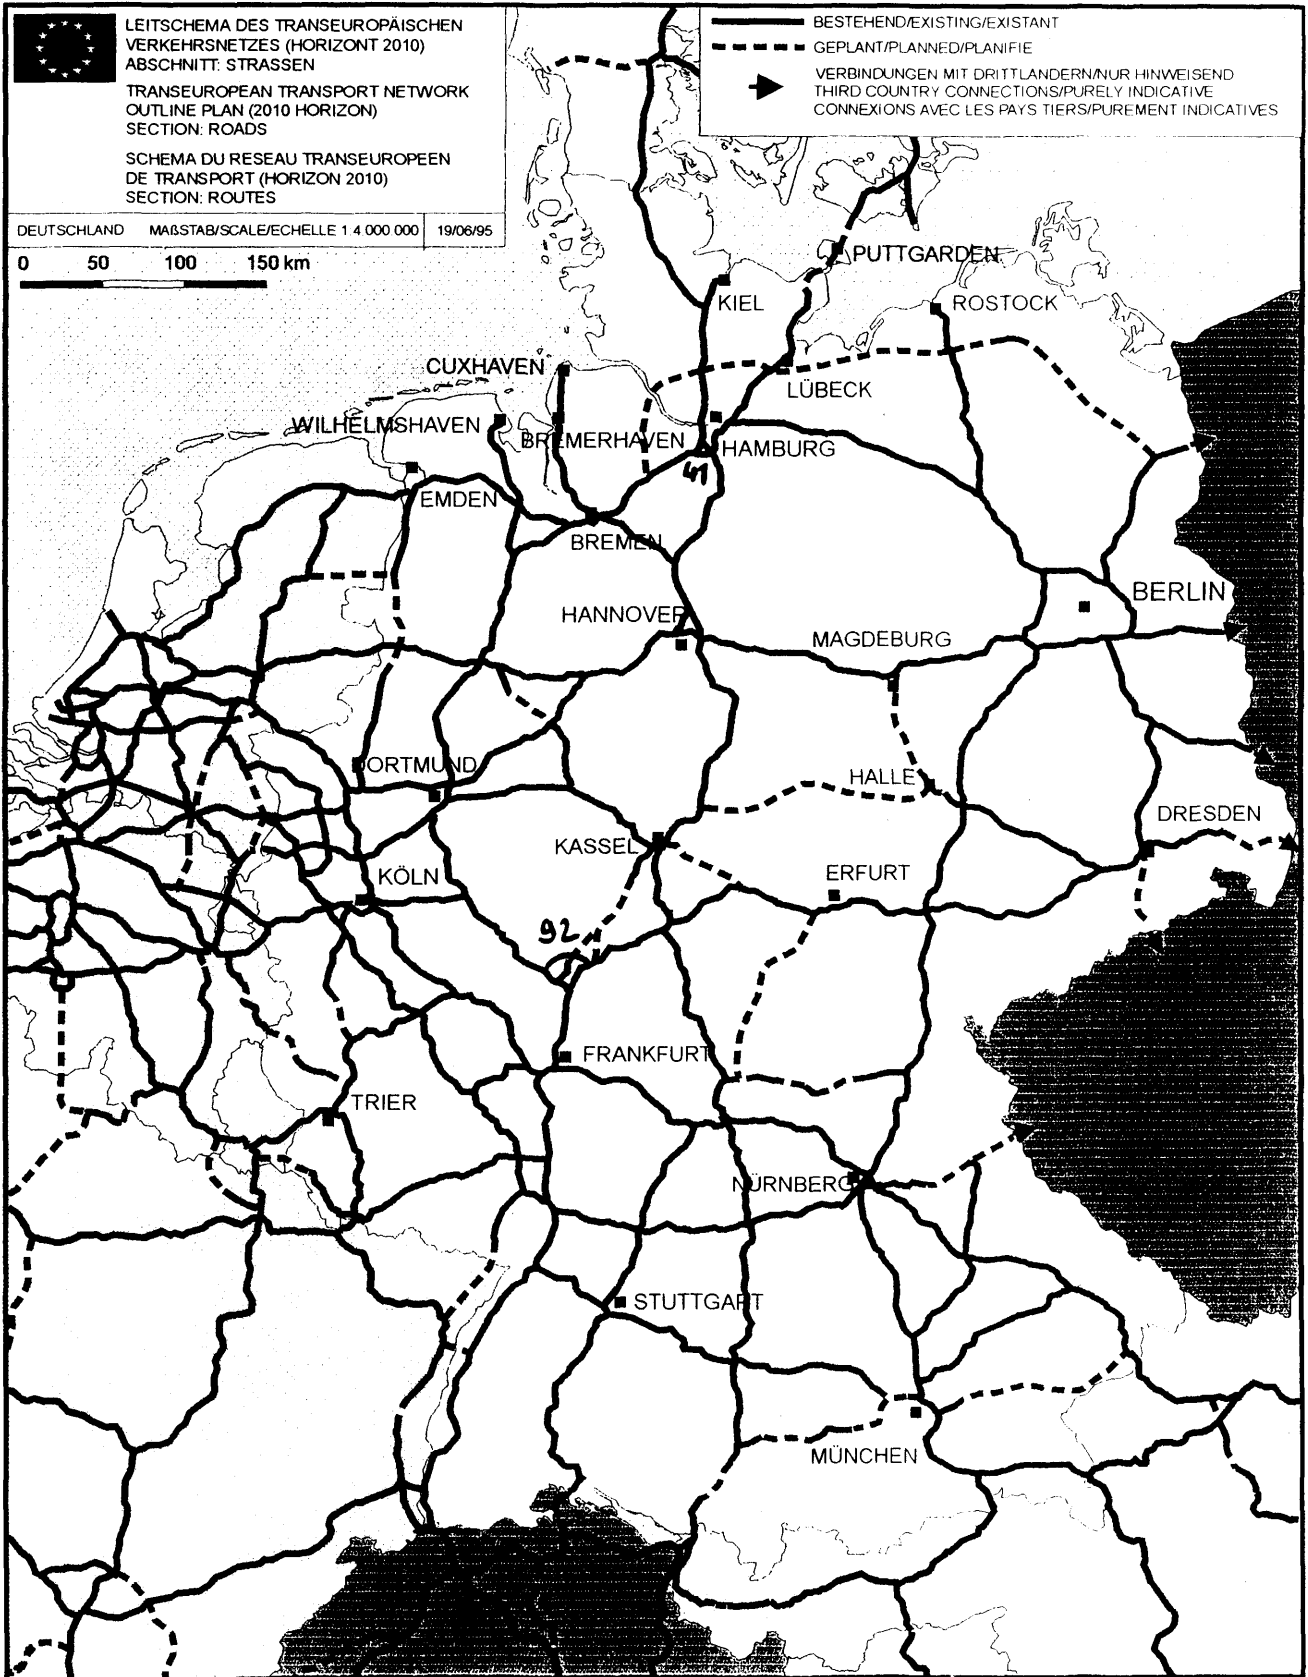 LEITSCHEMA DES TRANSEUROPÄISCHEN
VERKEHRSNETZES (HORIZONT 2010)
ABSCHNITT: STRASSEN
TRANSEUROPEAN TRANSPORT NETWORK
OUTLINE PLAN (2010 HORIZON)
SECTION: ROADS
SCHEMA DU RESEAU TRANSEUROPEEN
DE TRANSPORT (HORIZON 2010)
SECTION: ROUTES
DEUTSCHLAND MAßSTAB/SCALE/ECHELLE 1 4 000 000 19/06/95
0 50 100 150 km
BESTEHEND/EXISTING/EXISTANT
GEPLANT/PLANNED/PLANIFIE
VERBINDUNGEN MIT DRITTLANDERN/NUR HINWEISEND
THIRD COUNTRY CONNECTIONS/PURELY INDICATIVE
CONNEXIONS AVEC LES PAYS TIERS/PUREMENT INDICATIVES
PUTTGARDEN
KIEL
ROSTOCK
CUXHAVEN
LÜBECK
WILHELMSHAVEN
BREMERHAVEN
HAMBURG
41
EMDEN
BREMEN
BERLIN
HANNOVER
MAGDEBURG
DORTMUND
HALLE
DRESDEN
KASSEL
KÖLN
ERFURT
92
FRANKFURT
TRIER
NÜRNBERG
STUTTGART
MÜNCHEN